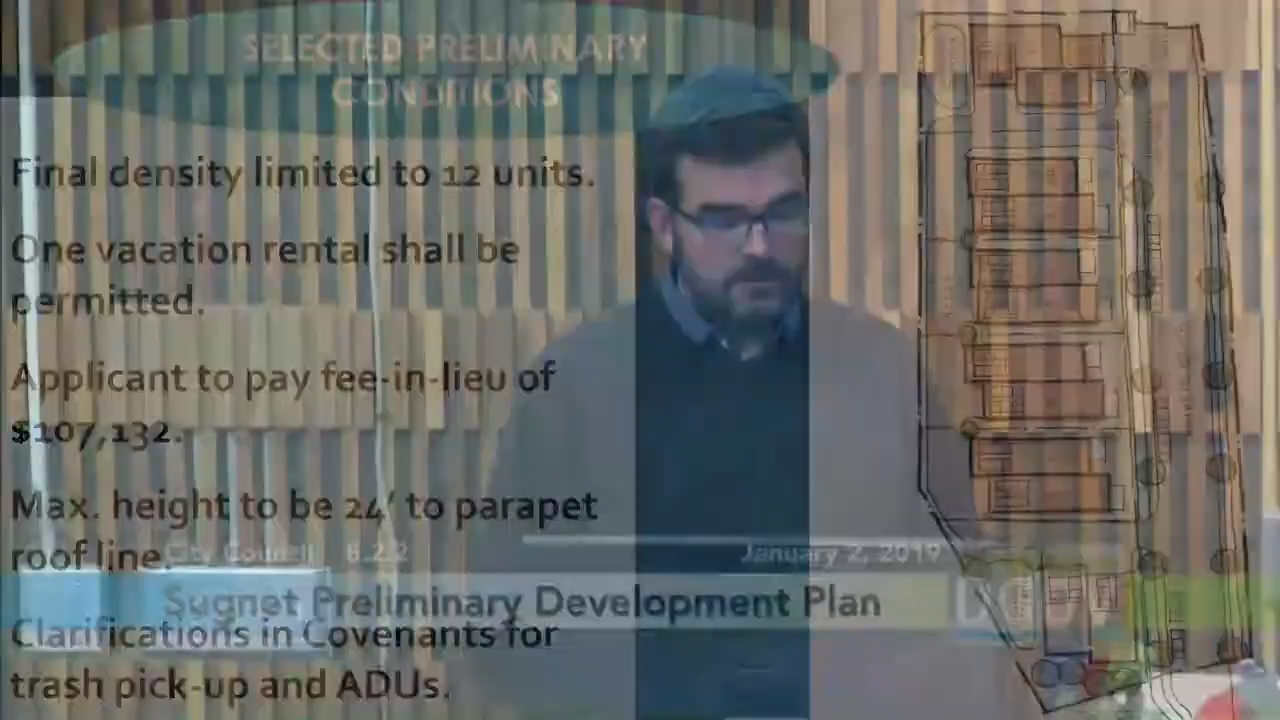 SELECTED PRELIMINARY
CONDITIONS
Final density limited to 12 units.
One vacation rental shall be
permitted.
Applicant to pay fee-in-lieu of
$107,132.
Max. height to be 24' to parapet
roof line.
City Council 8.2.2 January 2, 2019
Sugnet Preliminary Development Plan
Clarifications in Covenants for
trash pick-up and ADUs.